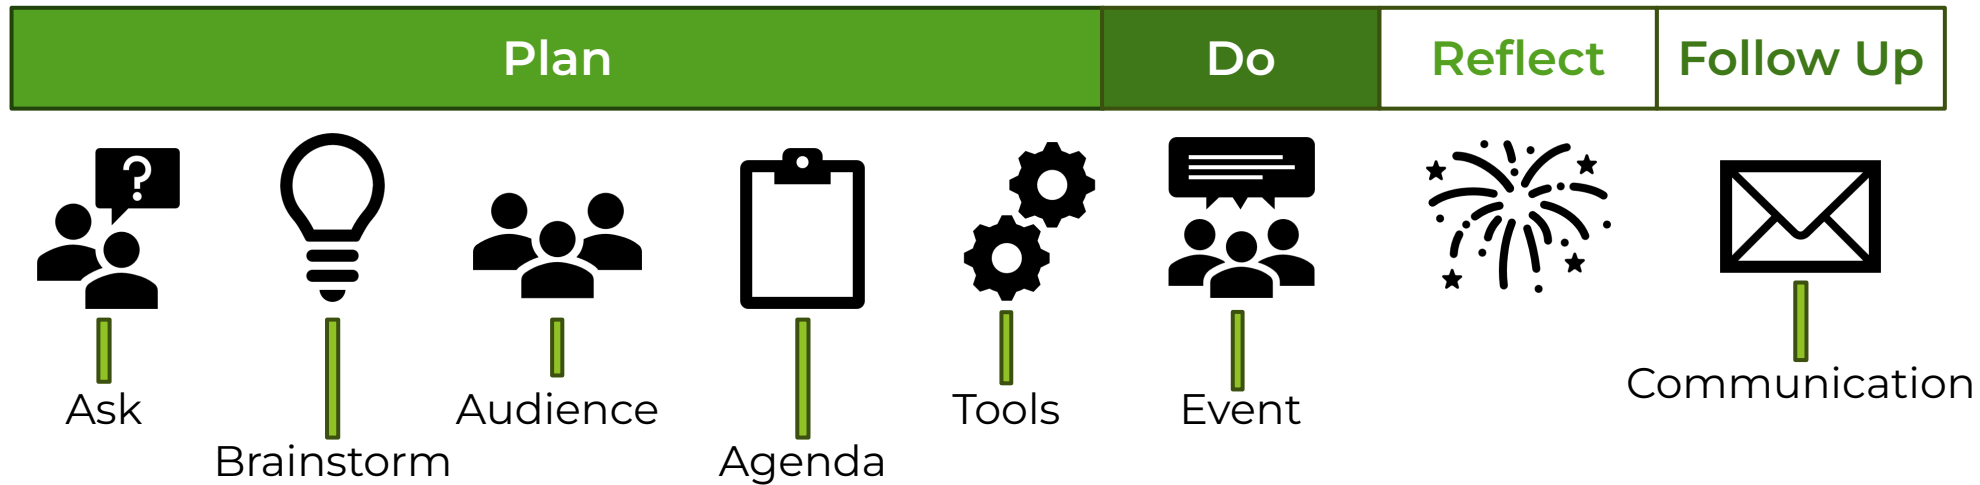 Plan Do Reflect Follow Up
?
Ask
Brainstorm
Audience
Agenda
Tools
Event
Communication